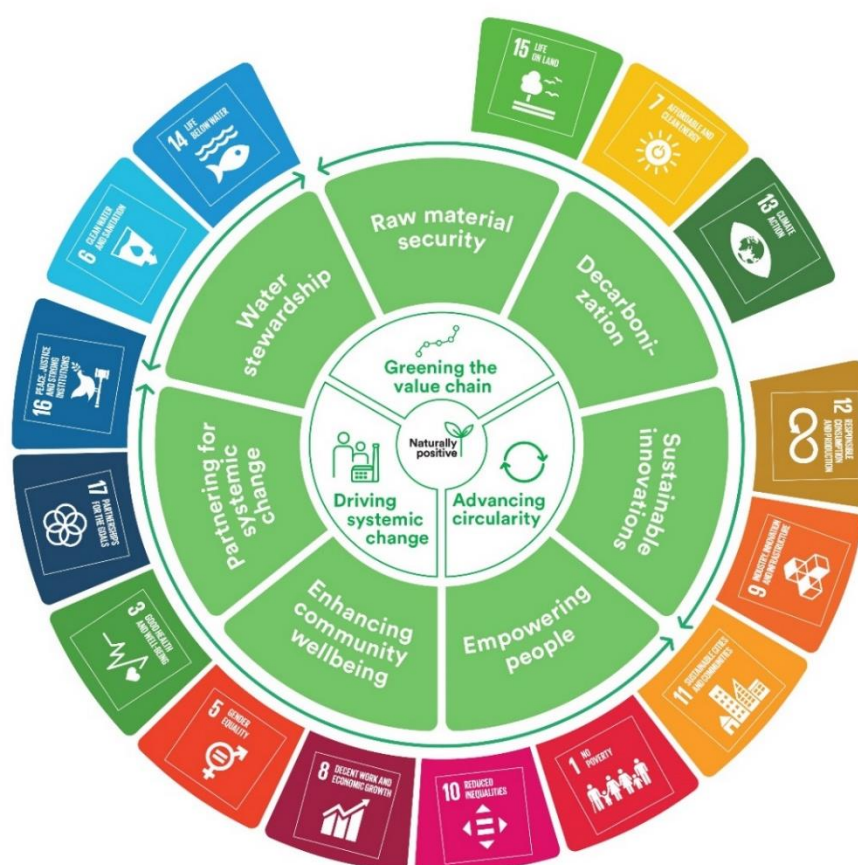 15 LIFE
ON LAND
7 AFFORDABLE AND
CLEAN ENERGY
13 CLIMATE
ACTION
12 RESPONSIBLE
CONSUMPTION
AND PRODUCTION
9 INDUSTRY, INNOVATION
AND INFRASTRUCTURE
11 SUSTAINABLE CITIES
AND COMMUNITIES
1 NO
POVERTY
10 REDUCED
INEQUALITIES
8 DECENT WORK AND
ECONOMIC GROWTH
5 GENDER
EQUALITY
3 GOOD HEALTH
AND WELL-BEING
17 PARTNERSHIPS
FOR THE GOALS
16 PEACE, JUSTICE
AND STRONG
INSTITUTIONS
6 CLEAN WATER
AND SANITATION
14 LIFE
BELOW WATER
Raw material
security
Decarboni-
zation
Sustainable
innovations
Empowering
people
Enhancing
community
wellbeing
Partnering for
systemic
change
Water
stewardship
Greening the
value chain
Advancing
circularity
Driving
systemic
change
Naturally
positive